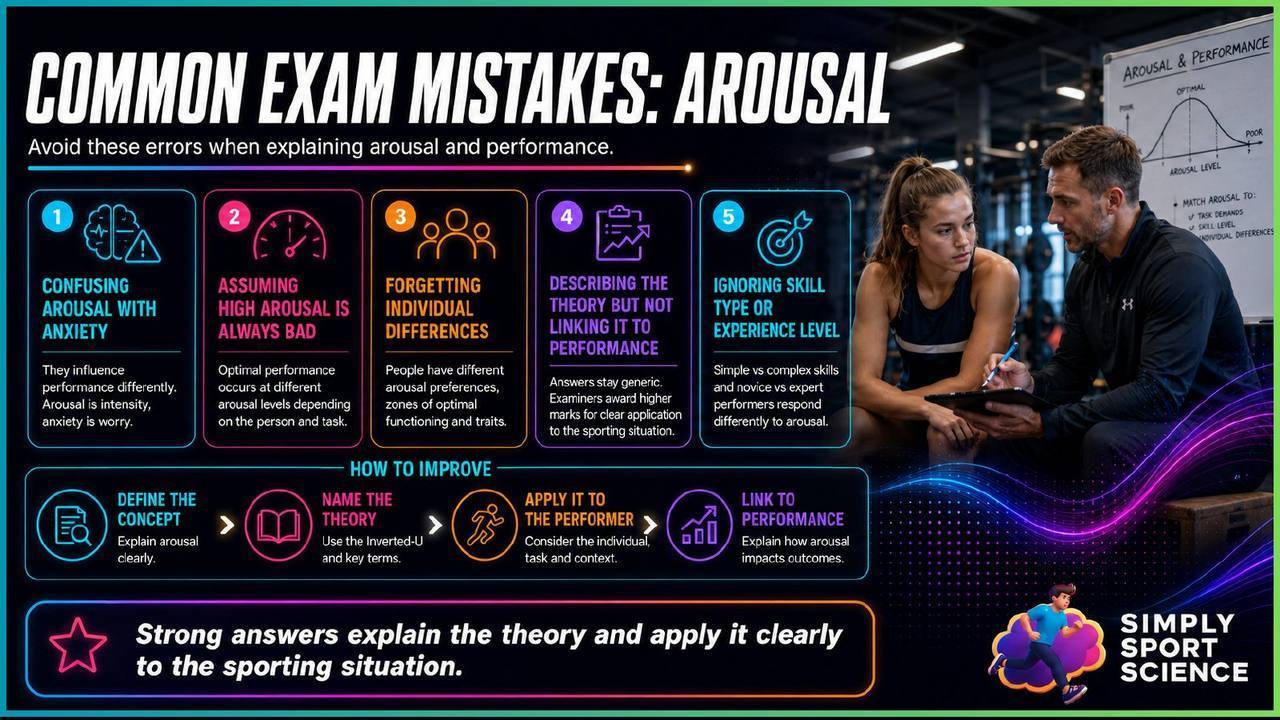 COMMON EXAM MISTAKES: AROUSAL
Avoid these errors when explaining arousal and performance.
1
CONFUSING
AROUSAL WITH
ANXIETY
They influence
performance differently.
Arousal is intensity,
anxiety is worry.
2
ASSUMING
HIGH AROUSAL IS
ALWAYS BAD
Optimal performance
occurs at different
arousal levels depending
on the person and task.
3
FORGETTING
INDIVIDUAL
DIFFERENCES
People have different
arousal preferences,
zones of optimal
functioning and traits.
4
DESCRIBING THE
THEORY BUT NOT
LINKING IT TO
PERFORMANCE
Answers stay generic.
Examiners award higher
marks for clear application
to the sporting situation.
5
IGNORING SKILL
TYPE OR
EXPERIENCE LEVEL
Simple vs complex skills
and novice vs expert
performers respond
differently to arousal.
AROUSAL & PERFORMANCE
OPTIMAL
POOR
POOR
AROUSAL LEVEL
• MATCH AROUSAL TO:
✓ TASK DEMANDS
✓ SKILL LEVEL
INDIVIDUAL DIFFERENCES
HOW TO IMPROVE
DEFINE THE
CONCEPT
Explain arousal
clearly.
NAME THE
THEORY
Use the Inverted-U
and key terms.
APPLY IT TO
THE PERFORMER
Consider the individual,
task and context.
LINK TO
PERFORMANCE
Explain how arousal
impacts outcomes.
Strong answers explain the theory and apply it clearly
to the sporting situation.
SIMPLY
SPORT
SCIENCE